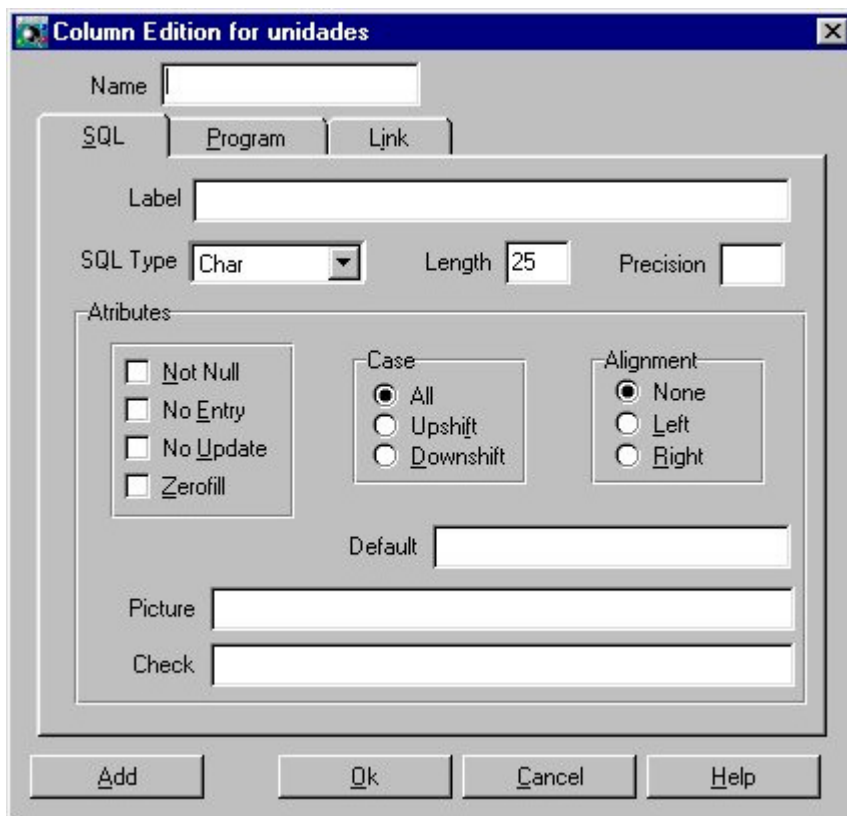 Column Edition for unidades
Name
SQL Program Link
Label
SQL Type Char Length 25 Precision
Atributes
Case Alignment
Not Null All None
No Entry Upshift Left
No Update Downshift Right
Zerofill
Default
Picture
Check
Add Ok Cancel Help